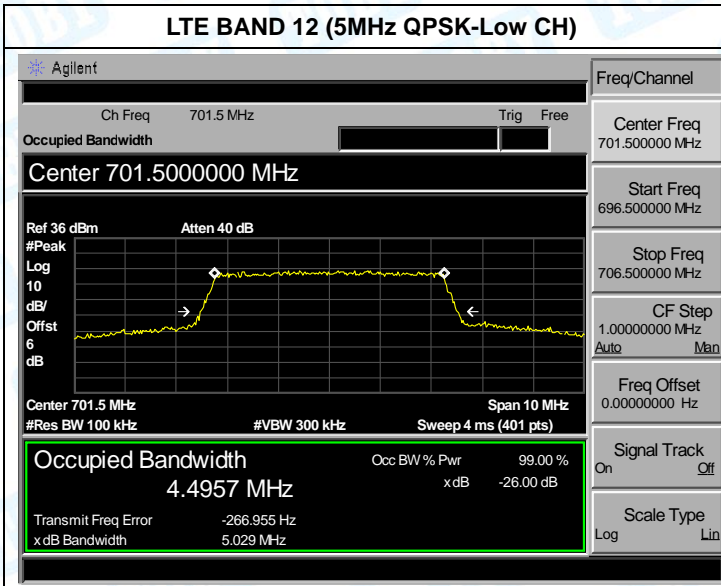 LTE BAND 12 (5MHz QPSK-Low CH)
Agilent
Freq/Channel
Ch Freq 701.5 MHz Trig Free
Occupied Bandwidth
Center 701.5000000 MHz
Ref 36 dBm Atten 40 dB
#Peak
Log
10
dB/
Offst
6
dB
Center 701.5 MHz Span 10 MHz
#Res BW 100 kHz #VBW 300 kHz Sweep 4 ms (401 pts)
Occupied Bandwidth Occ BW % Pwr 99.00 %
4.4957 MHz x dB -26.00 dB
Transmit Freq Error -266.955 Hz
x dB Bandwidth 5.029 MHz
Center Freq
701.500000 MHz
Start Freq
696.500000 MHz
Stop Freq
706.500000 MHz
CF Step
1.00000000 MHz
Auto Man
Freq Offset
0.00000000 Hz
Signal Track
On Off
Scale Type
Log Lin